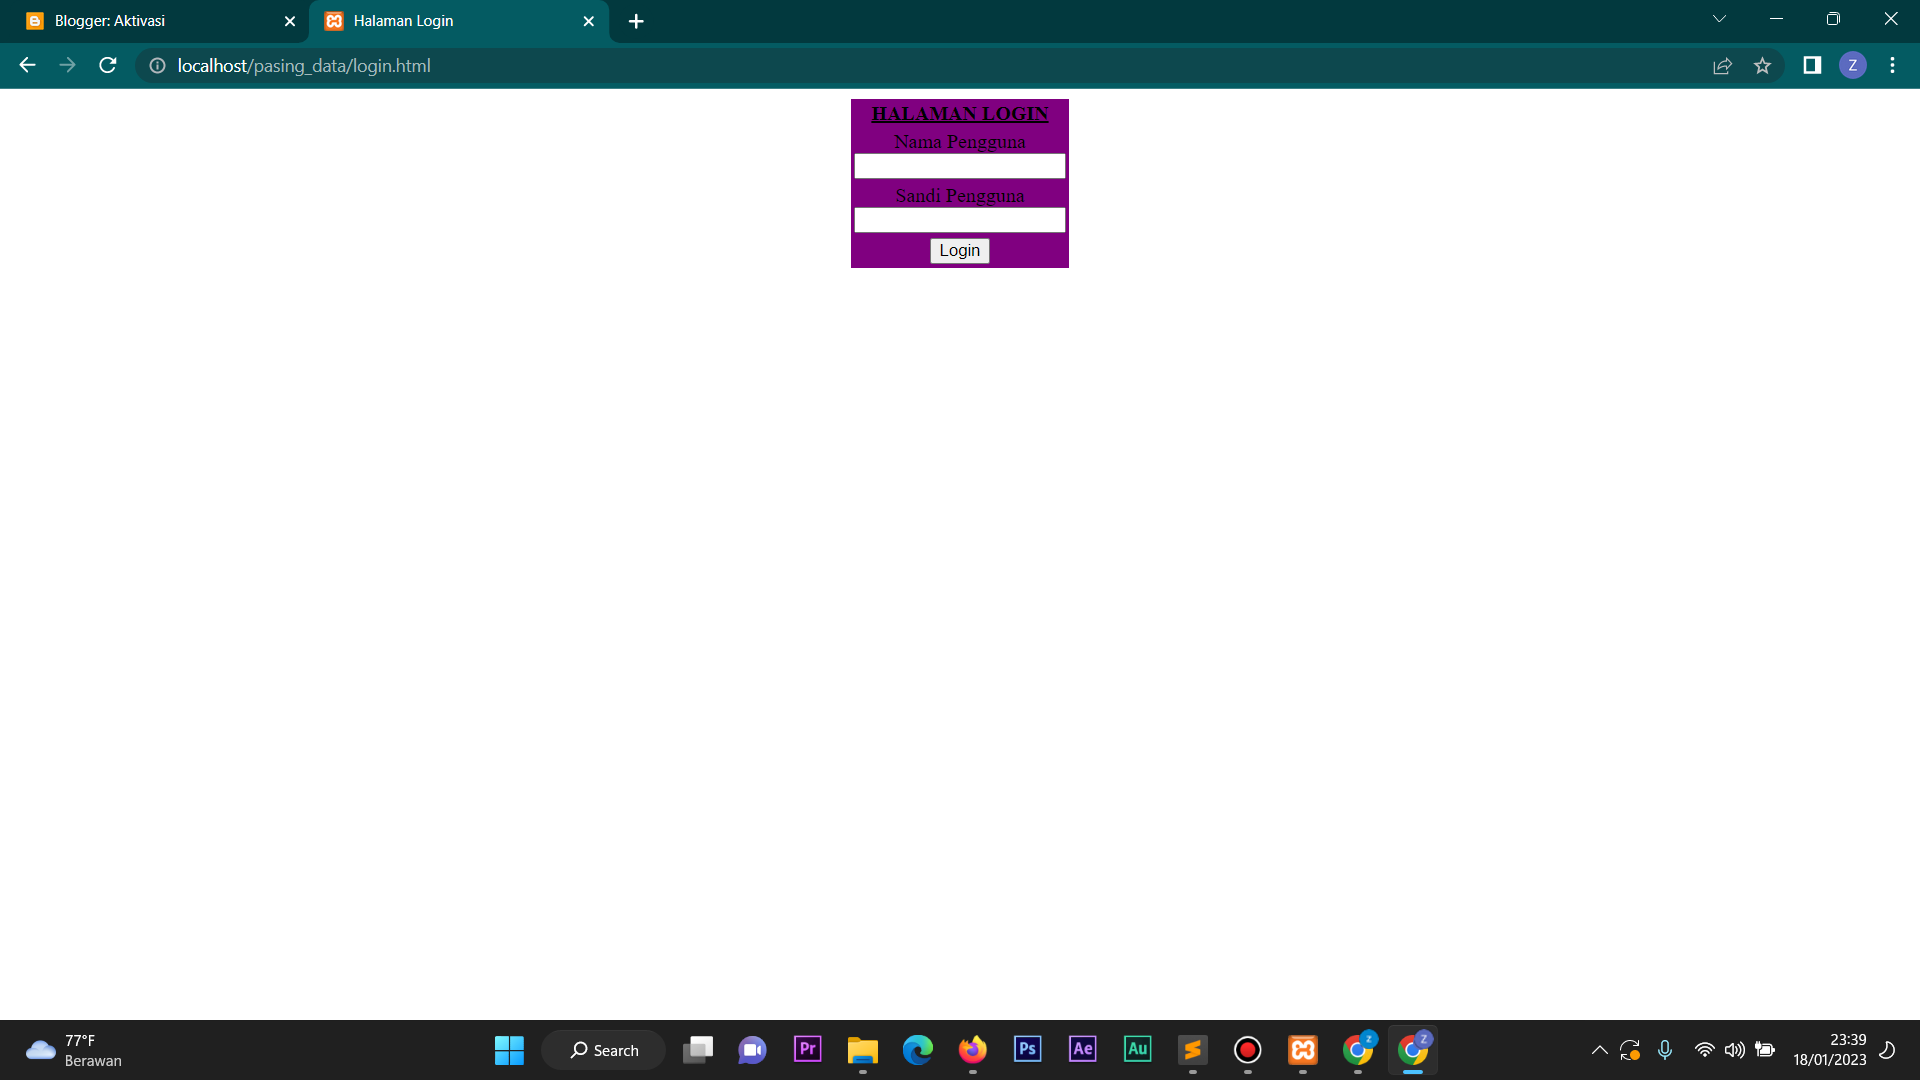 Blogger: Aktivasi
Halaman Login
localhost/pasing_data/login.html
Z
HALAMAN LOGIN
Nama Pengguna
Sandi Pengguna
Login
77°F
Berawan
Search
Pr
Ps
Ae
Au
z
Z
23:39
18/01/2023